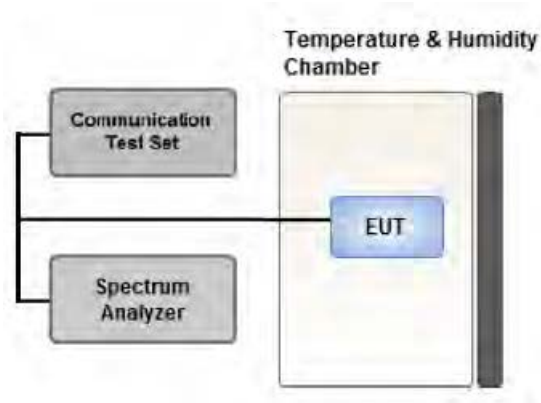 Temperature & Humidity
Chamber
Communication
Test Set
EUT
Spectrum
Analyzer